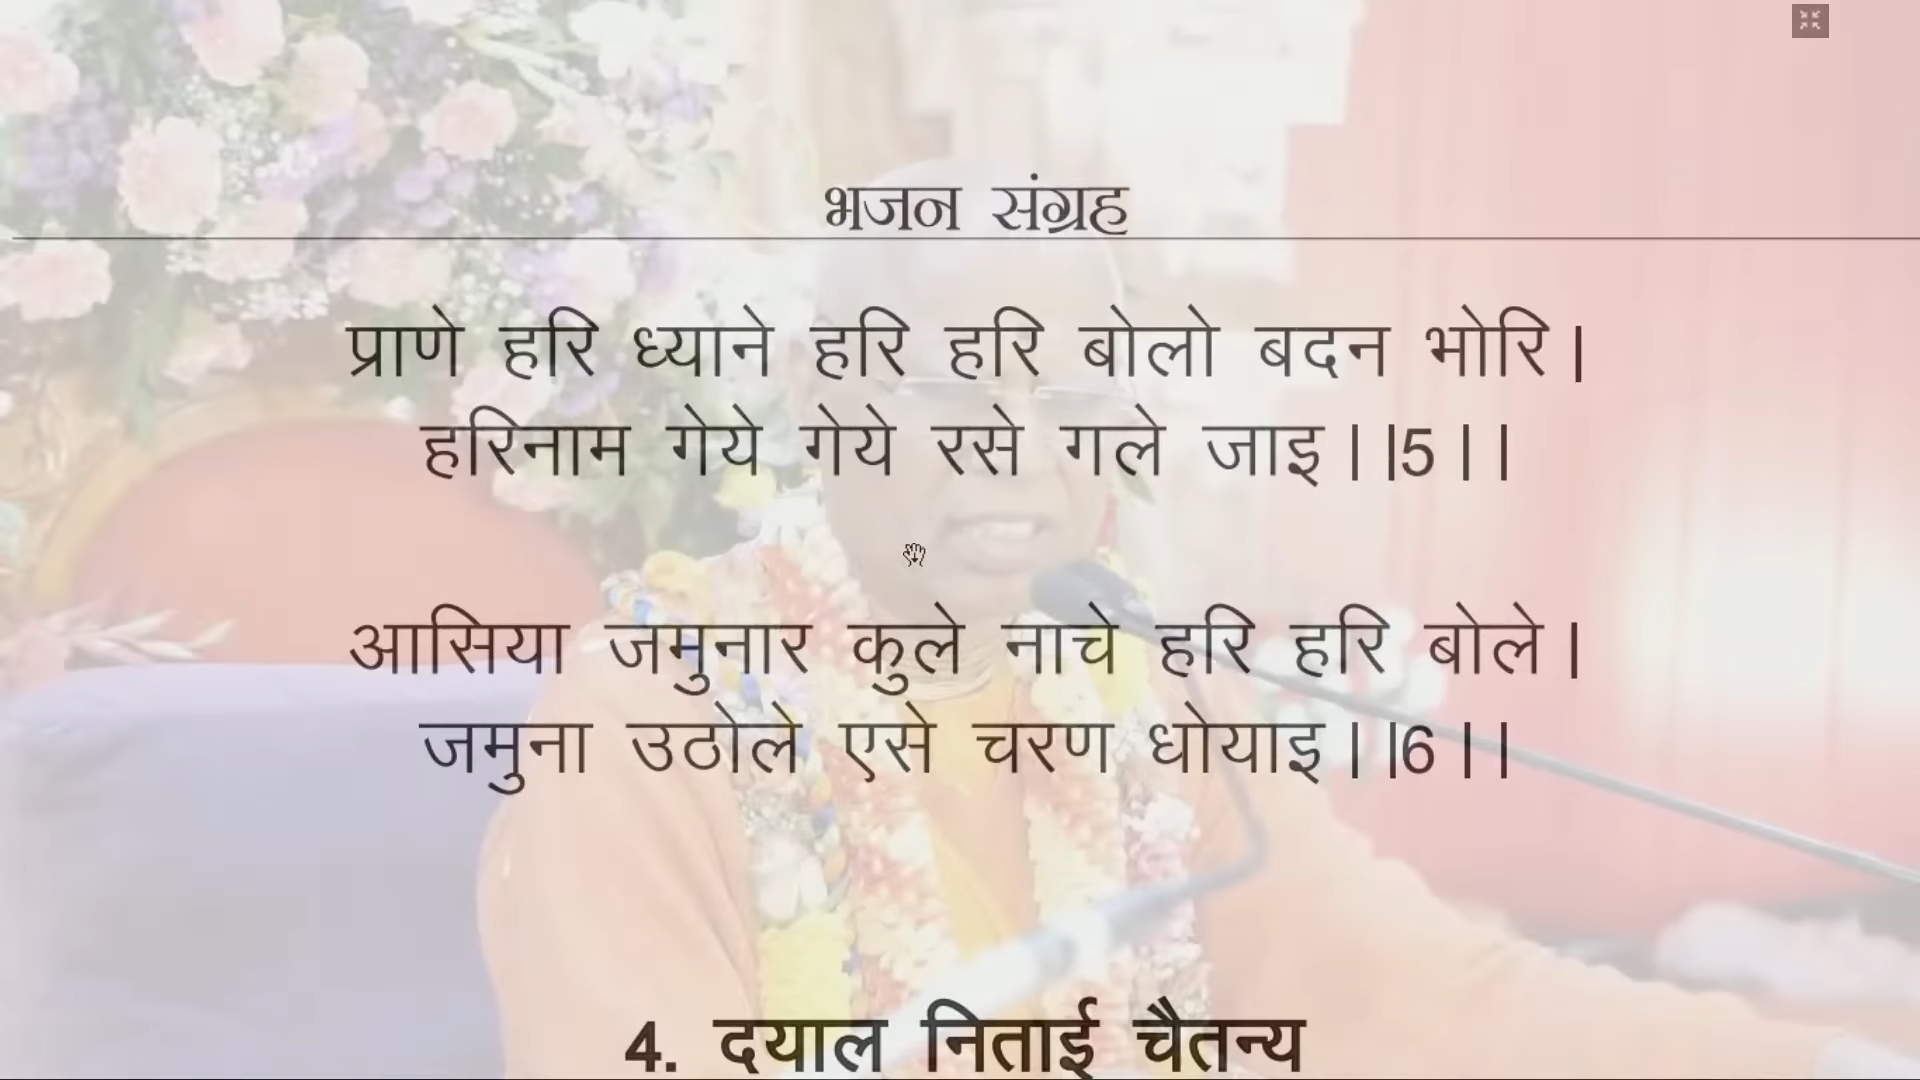 भजन संग्रह
प्राणे हरि ध्याने हरि हरि बोलो बदन भोरि।
हरिनाम गेये गेये रसे गले जाइ।।5।।
आसिया जमुनार कुले नाचे हरि हरि बोले।
जमुना उठोले एसे चरण धोयाइ।।6।।
4. दयाल निताई चैतन्य